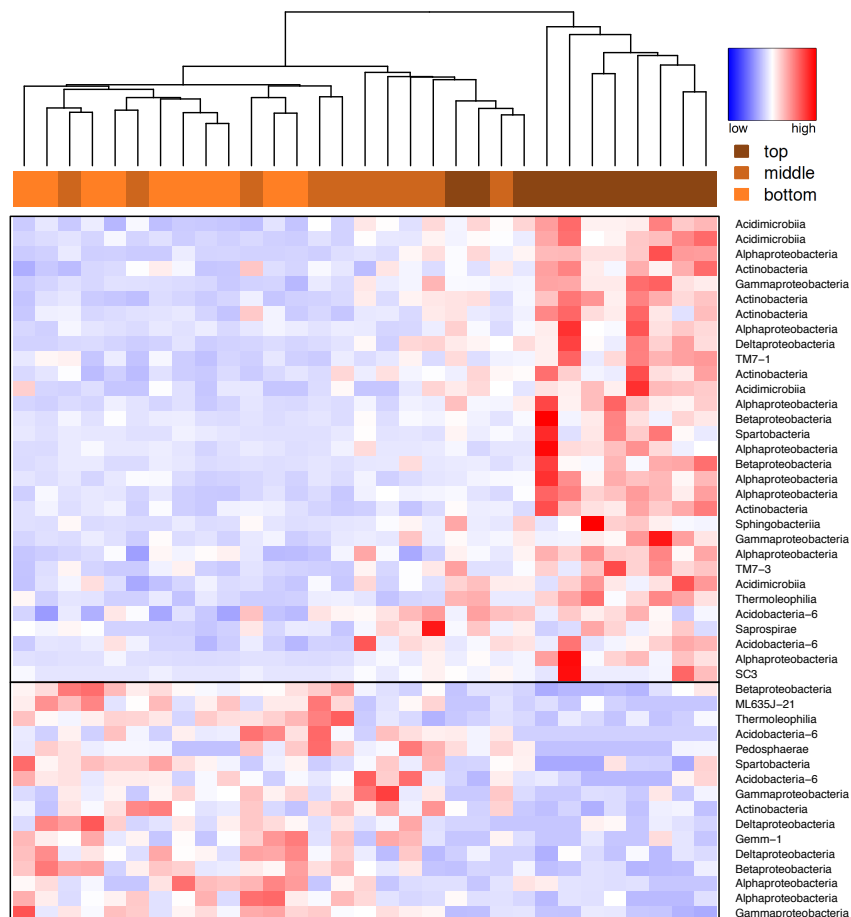 low high
top
middle
bottom
Acidimicrobiia
Acidimicrobiia
Alphaproteobacteria
Actinobacteria
Gammaproteobacteria
Actinobacteria
Actinobacteria
Alphaproteobacteria
Deltaproteobacteria
TM7-1
Actinobacteria
Acidimicrobiia
Alphaproteobacteria
Betaproteobacteria
Spartobacteria
Alphaproteobacteria
Betaproteobacteria
Alphaproteobacteria
Alphaproteobacteria
Actinobacteria
Sphingobacteriia
Gammaproteobacteria
Alphaproteobacteria
TM7-3
Acidimicrobiia
Thermoleophilia
Acidobacteria-6
Saprospirae
Acidobacteria-6
Alphaproteobacteria
SC3
Betaproteobacteria
ML635J-21
Thermoleophilia
Acidobacteria-6
Pedosphaerae
Spartobacteria
Acidobacteria-6
Gammaproteobacteria
Actinobacteria
Deltaproteobacteria
Gemm-1
Deltaproteobacteria
Betaproteobacteria
Alphaproteobacteria
Alphaproteobacteria
Gammaproteobacteria